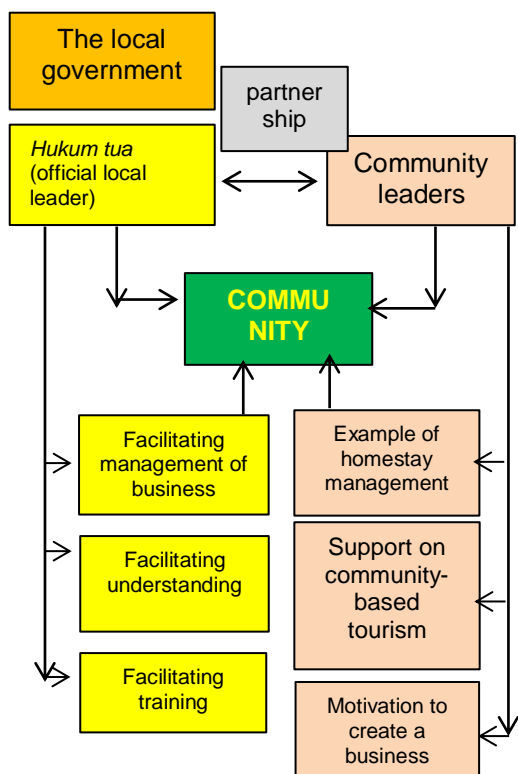 The local
government
partner
ship
Hukum tua
(official local
leader)
Community
leaders
COMMU
NITY
Facilitating
management of
business
Example of
homestay
management
Facilitating
understanding
Support on
community-
based
tourism
Facilitating
training
Motivation to
create a
business